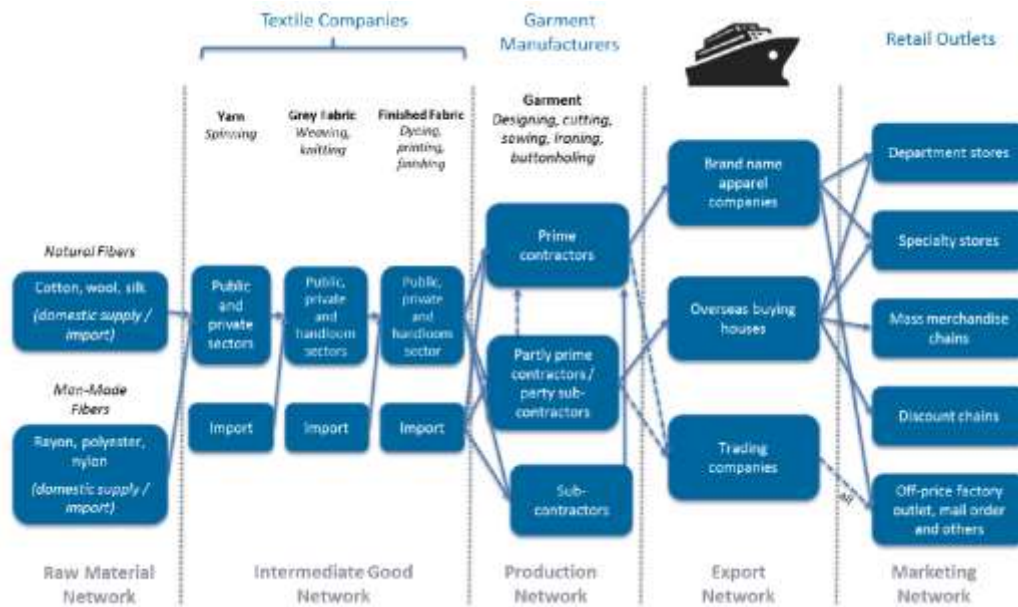 Textile Companies
Garment
Manufacturers
Retail Outlets
Yarn
Spinning
Grey Fabric
Weaving,
knitting
Finished Fabric
Dyeing,
printing,
finishing
Garment
Designing, cutting,
sewing, ironing,
buttonholing
Natural Fibers
Cotton, wool, silk
(domestic supply /
import)
Man-Made
Fibers
Rayon, polyester,
nylon
(domestic supply /
import)
Public
and
private
sectors
Import
Public,
private
and
handloom
sectors
Import
Public,
private
and
handloom
sector
Import
Prime
contractors
Partly prime
contractors /
party sub-
contractors
Sub-
contractors
Brand name
apparel
companies
Overseas buying
houses
Trading
companies
Department stores
Specialty stores
Mass merchandise
chains
Discount chains
All
Off-price factory
outlet, mail order
and others
Raw Material
Network
Intermediate Good
Network
Production
Network
Export
Network
Marketing
Network